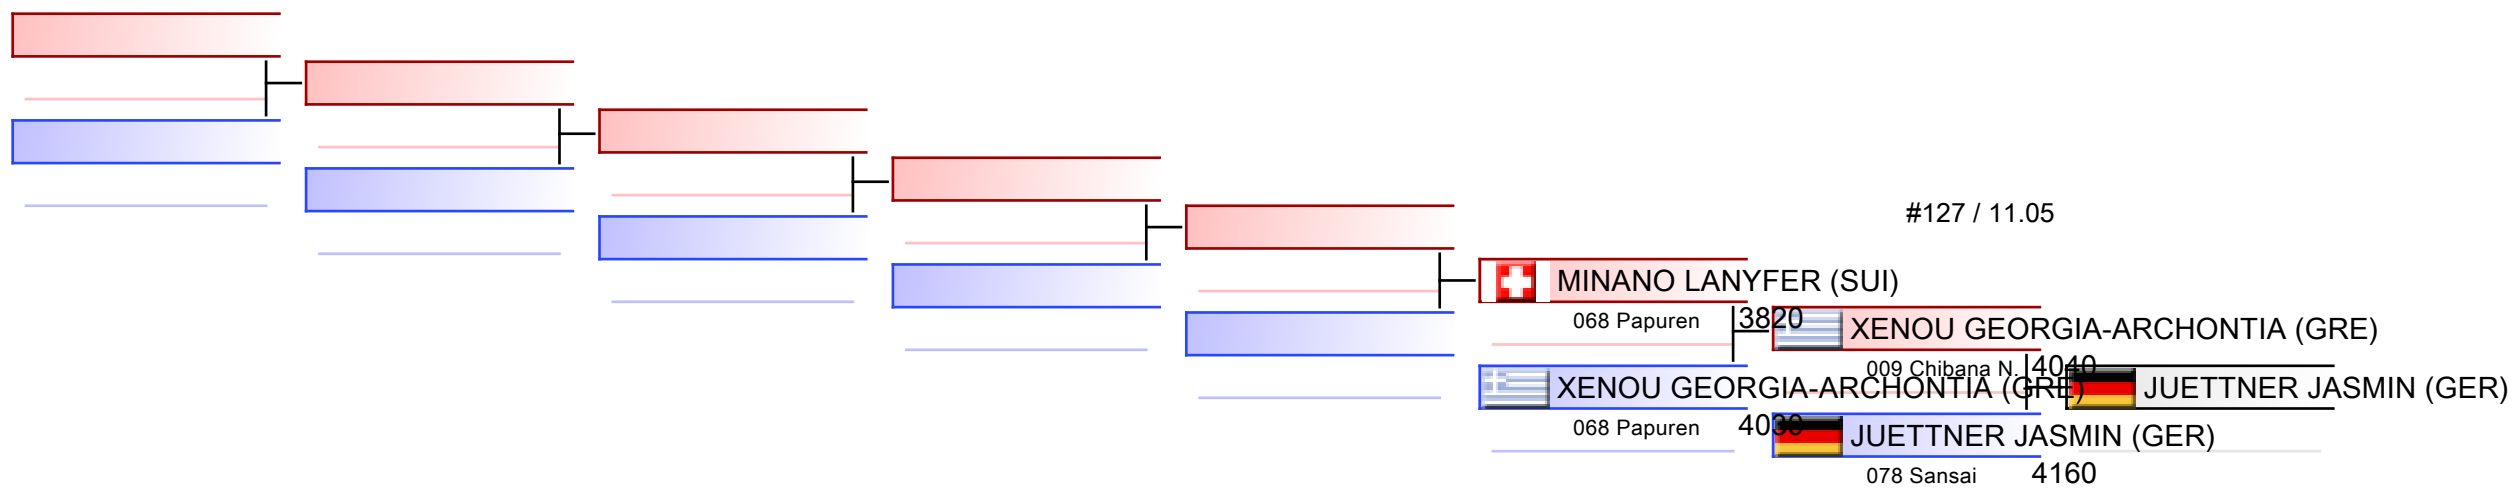 #127 / 11.05
MINANO LANYFER (SUI)
068 Papuren 3820
XENOU GEORGIA-ARCHONTIA (GRE)
009 Chibana N. 4040
XENOU GEORGIA-ARCHONTIA (GRE)
JUETTNER JASMIN (GER)
068 Papuren 4030
JUETTNER JASMIN (GER)
078 Sansai 4160